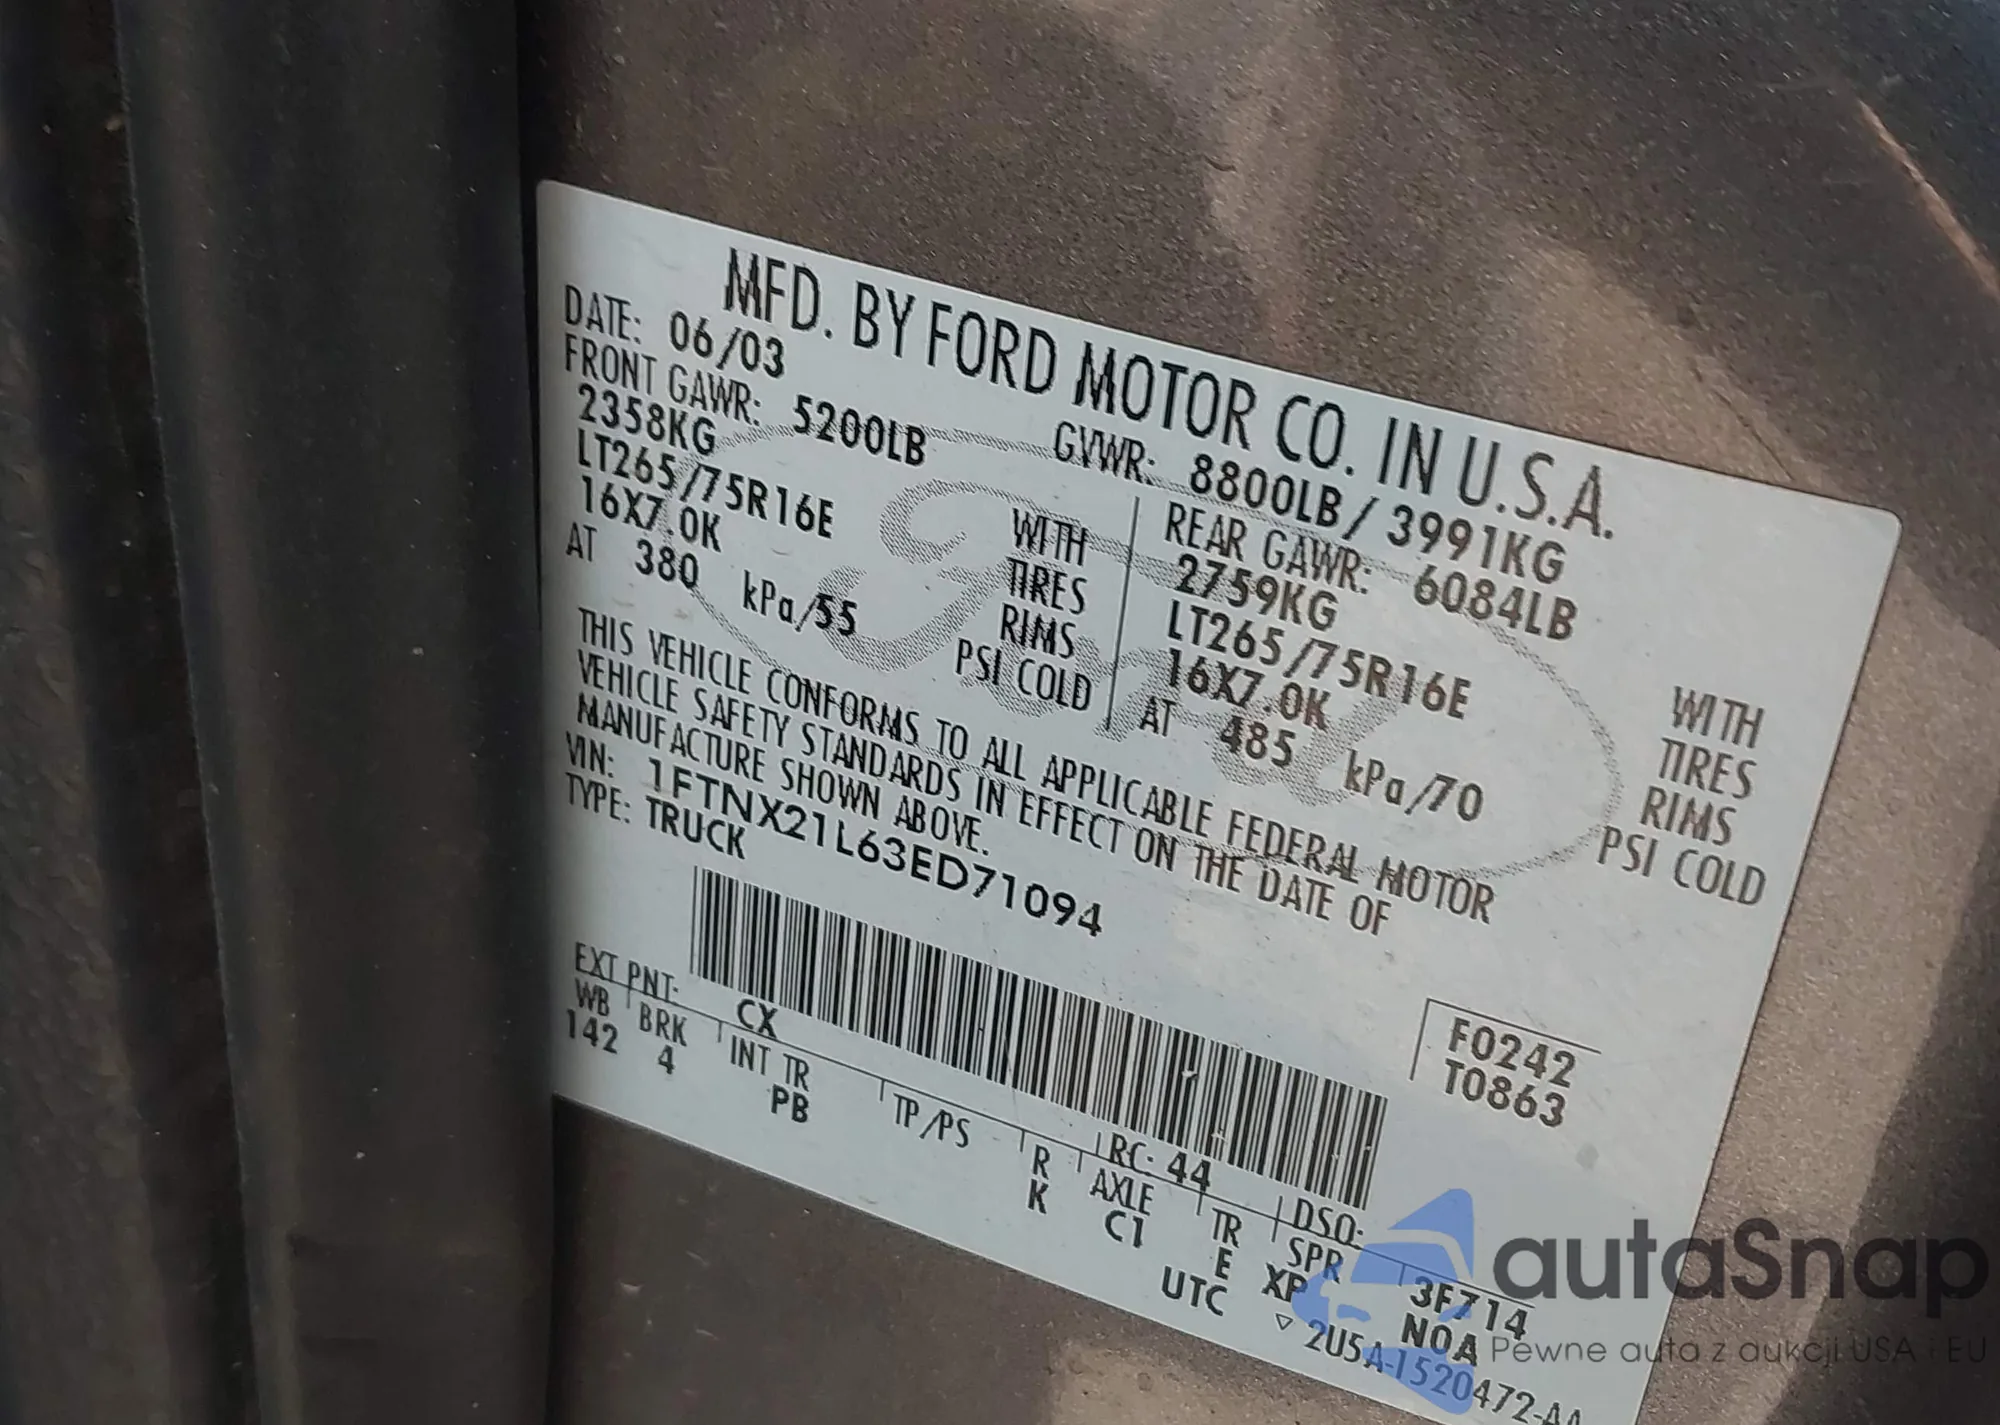 MFD. BY FORD MOTOR CO. IN U.S.A.
DATE: 06/03 GVWR: 8800LB / 3991KG
FRONT GAWR: 5200LB REAR GAWR: 6084LB
2358KG WITH 2759KG WITH
LT265/75R16E TIRES LT265/75R16E TIRES
16X7.0K RIMS 16X7.0K RIMS
AT 380 kPa/55 PSI COLD AT 485 kPa/70 PSI COLD
THIS VEHICLE CONFORMS TO ALL APPLICABLE FEDERAL MOTOR
VEHICLE SAFETY STANDARDS IN EFFECT ON THE DATE OF
MANUFACTURE SHOWN ABOVE.
VIN: 1FTNX21L63ED71094
TYPE: TRUCK
F0242
T0863
EXT PNT: CX RC: 44 DSO:
WB BRK INT TR TP/PS R AXLE TR SPR 3F714
142 4 PB K C1 E XP N0A
UTC ▽ 2U5A-1520472-AA
Ford
autaSnap
Pewne auta z aukcji USA i EU